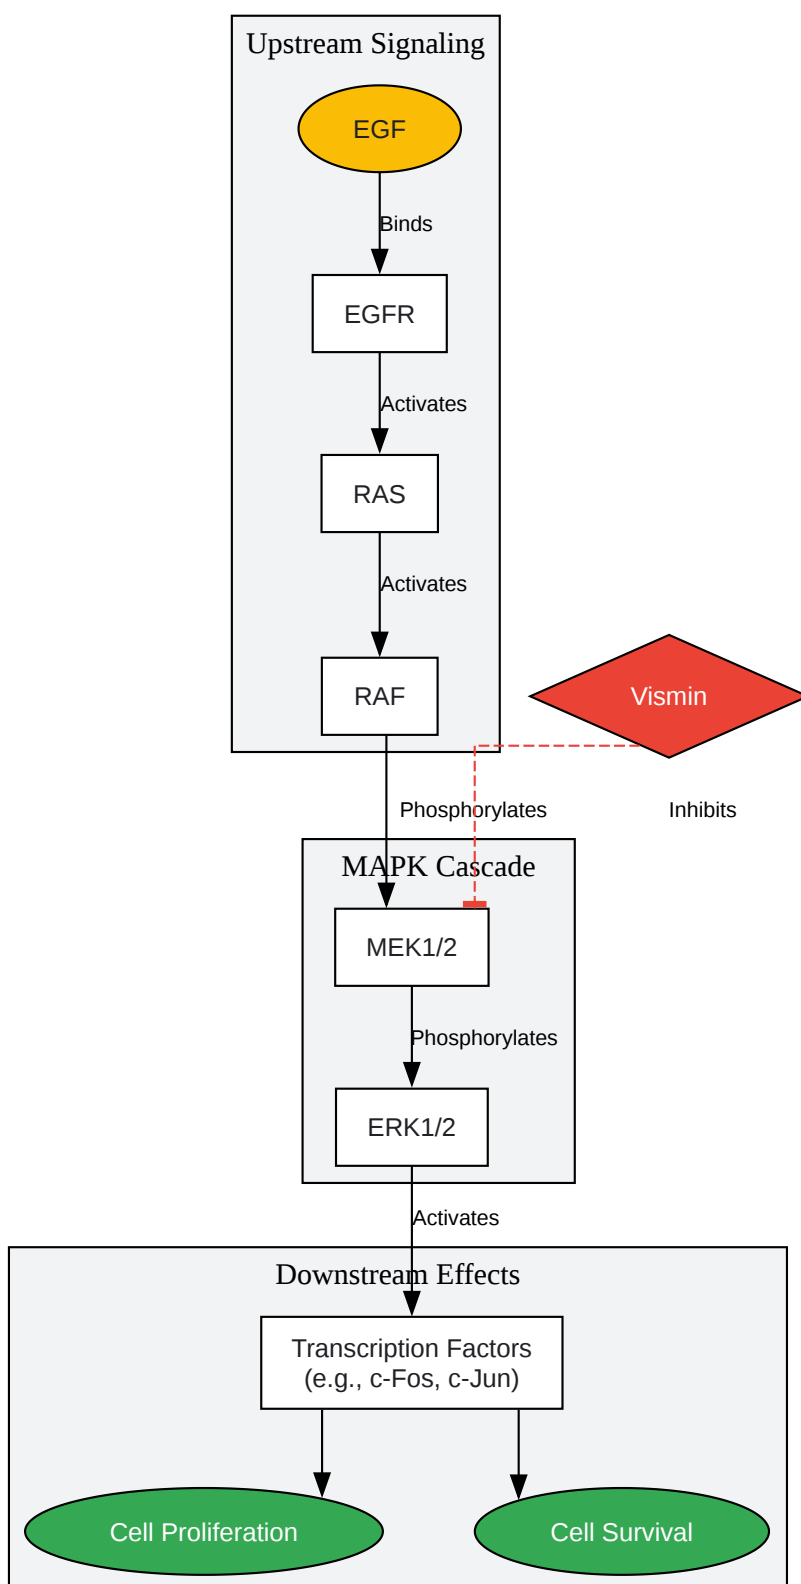 Upstream Signaling
EGF
Binds
EGFR
Activates
RAS
Activates
RAF
Vismin
Phosphorylates
Inhibits
MAPK Cascade
MEK1/2
Phosphorylates
ERK1/2
Activates
Downstream Effects
Transcription Factors
(e.g., c-Fos, c-Jun)
Cell Proliferation
Cell Survival